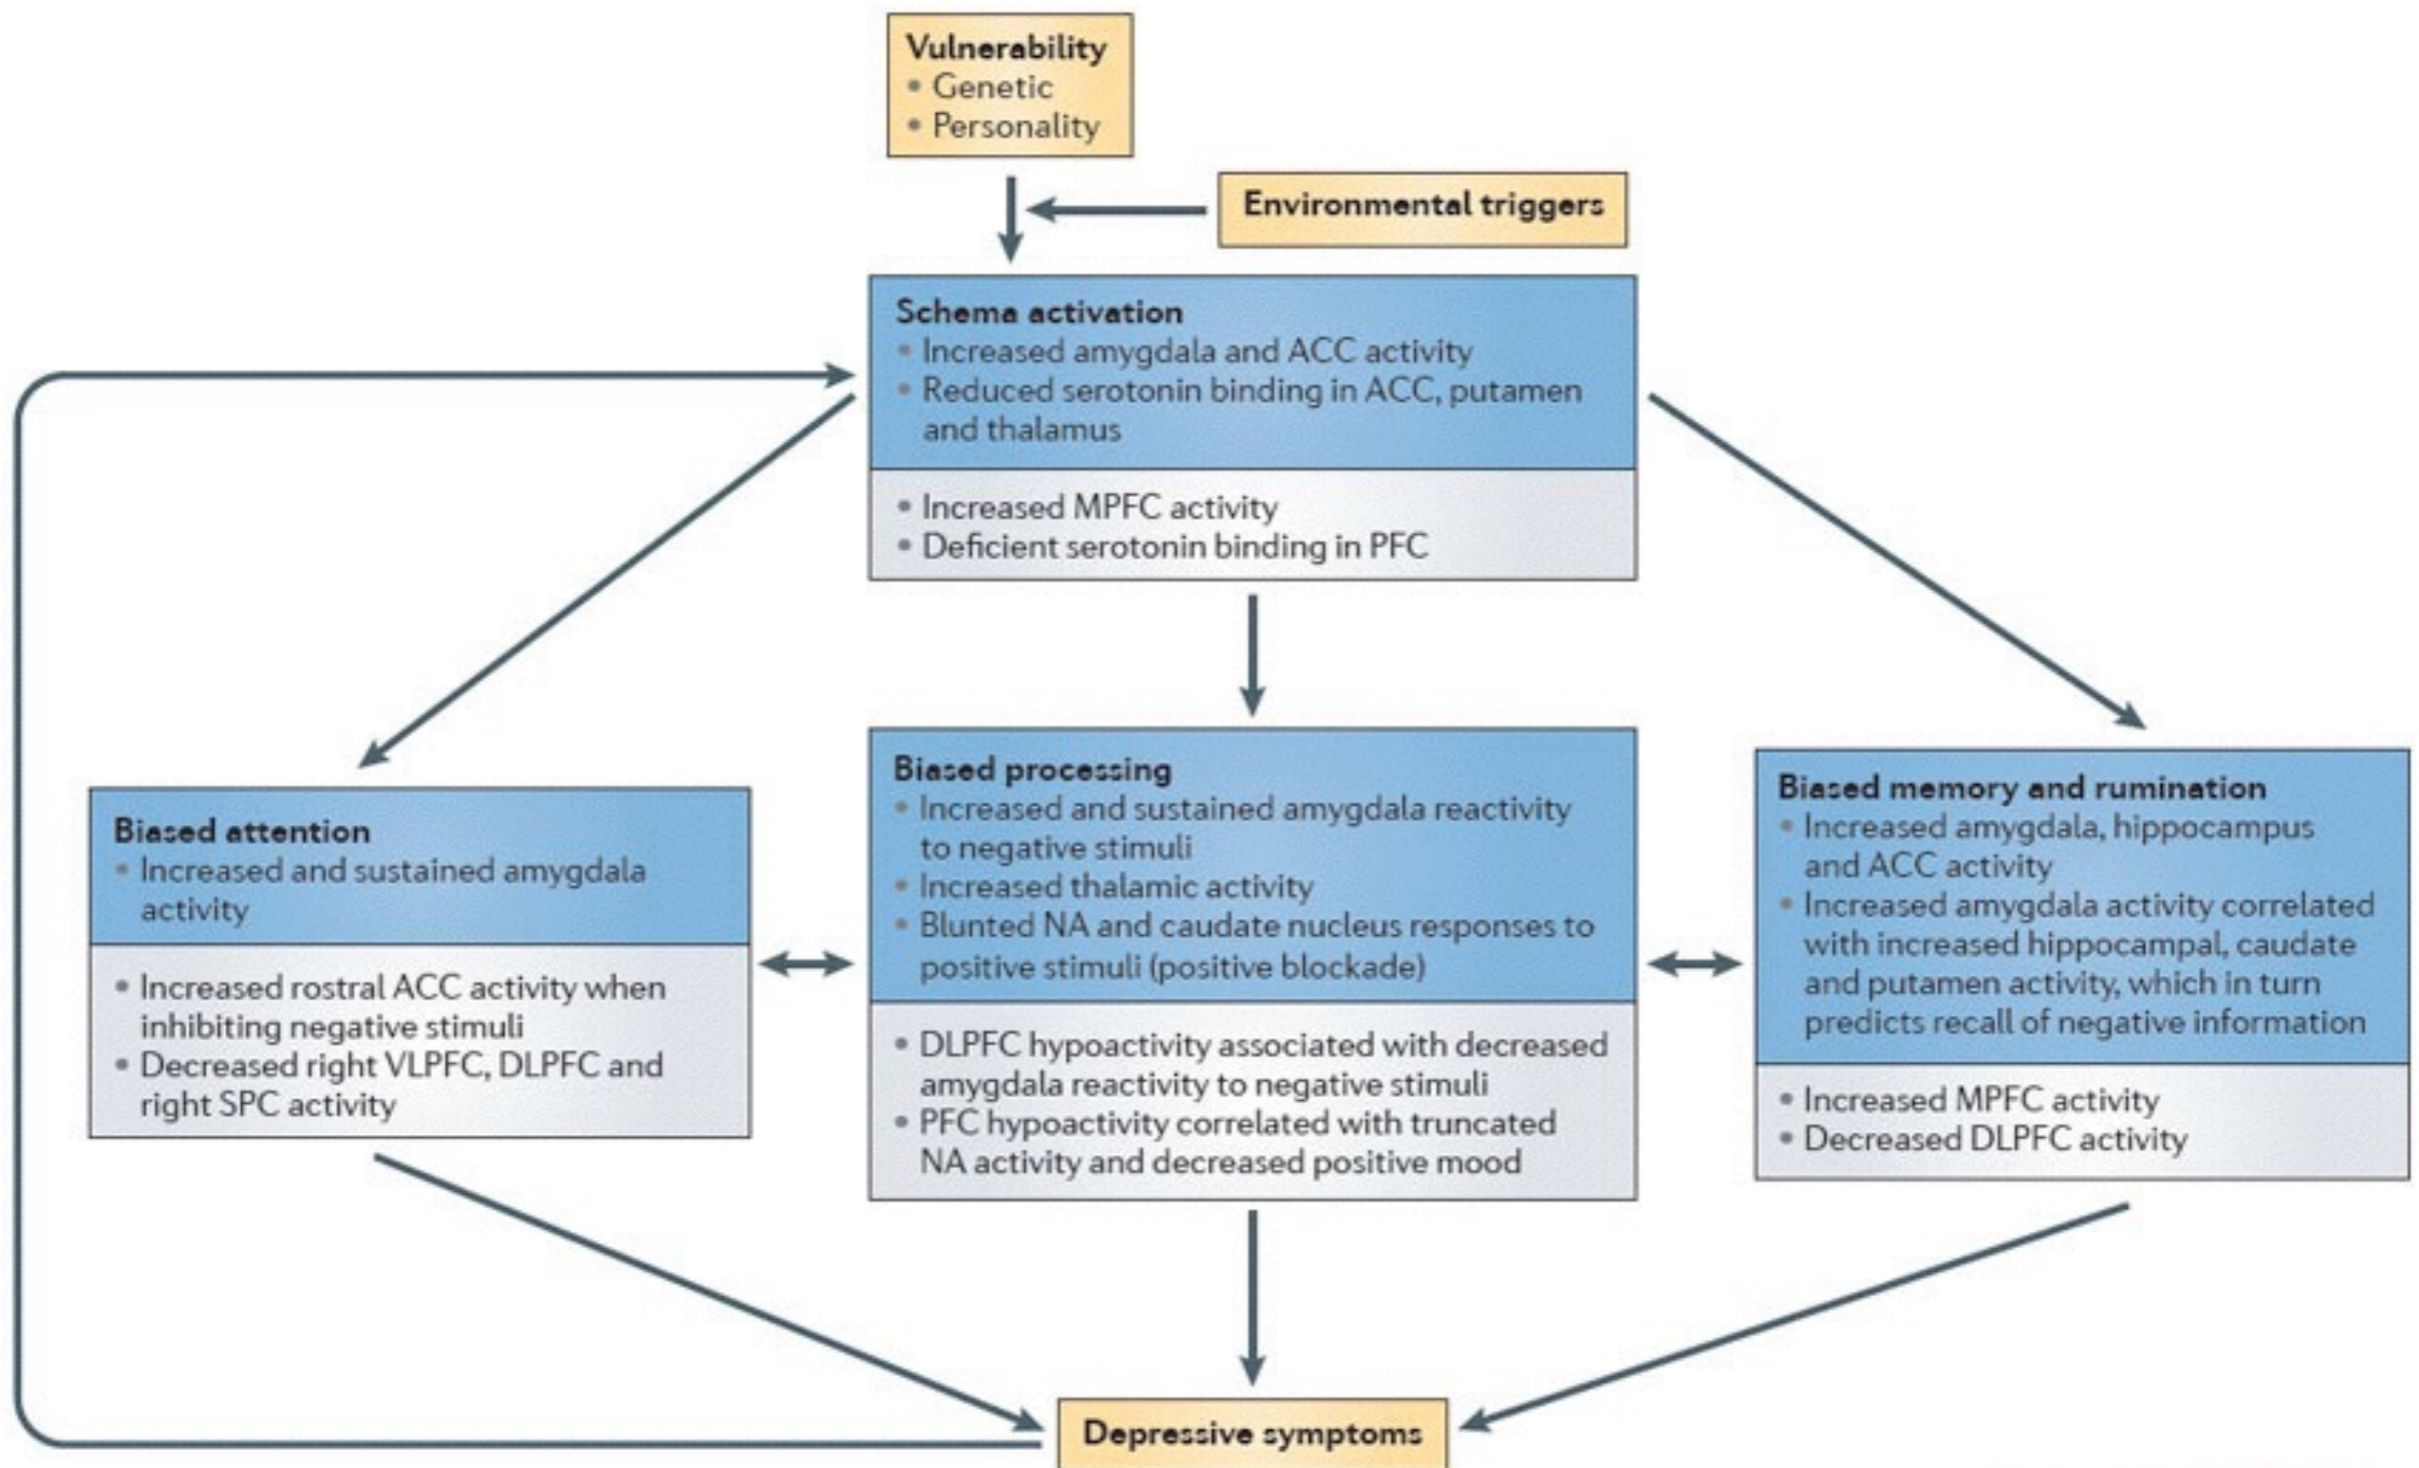 Vulnerability
• Genetic
• Personality
Environmental triggers
Schema activation
• Increased amygdala and ACC activity
• Reduced serotonin binding in ACC, putamen
and thalamus
• Increased MPFC activity
• Deficient serotonin binding in PFC
Biased attention
• Increased and sustained amygdala
activity
• Increased rostral ACC activity when
inhibiting negative stimuli
• Decreased right VLPFC, DLPFC and
right SPC activity
Biased processing
• Increased and sustained amygdala reactivity
to negative stimuli
• Increased thalamic activity
• Blunted NA and caudate nucleus responses to
positive stimuli (positive blockade)
• DLPFC hypoactivity associated with decreased
amygdala reactivity to negative stimuli
• PFC hypoactivity correlated with truncated
NA activity and decreased positive mood
Biased memory and rumination
• Increased amygdala, hippocampus
and ACC activity
• Increased amygdala activity correlated
with increased hippocampal, caudate
and putamen activity, which in turn
predicts recall of negative information
• Increased MPFC activity
• Decreased DLPFC activity
Depressive symptoms